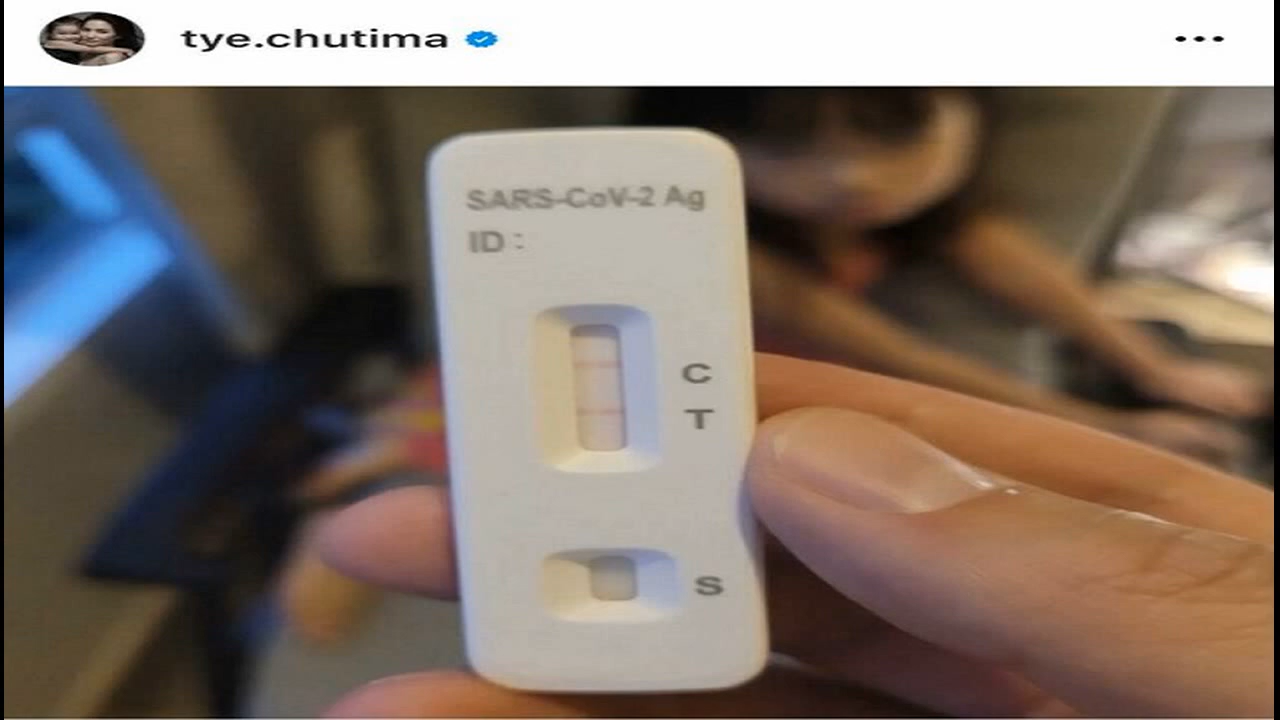 tye.chutima
SARS-CoV-2 Ag
ID :
C
T
S